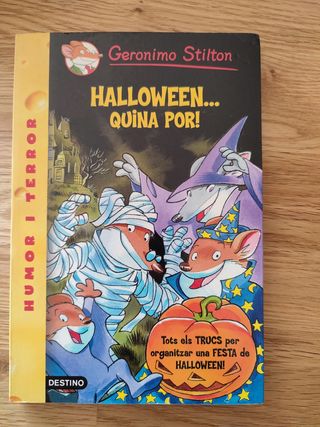 Geronimo Stilton
HALLOWEEN...
QUINA POR!
HUMOR I TERROR
Tots els TRUCS per
organitzar una FESTA de
HALLOWEEN!
DESTINO